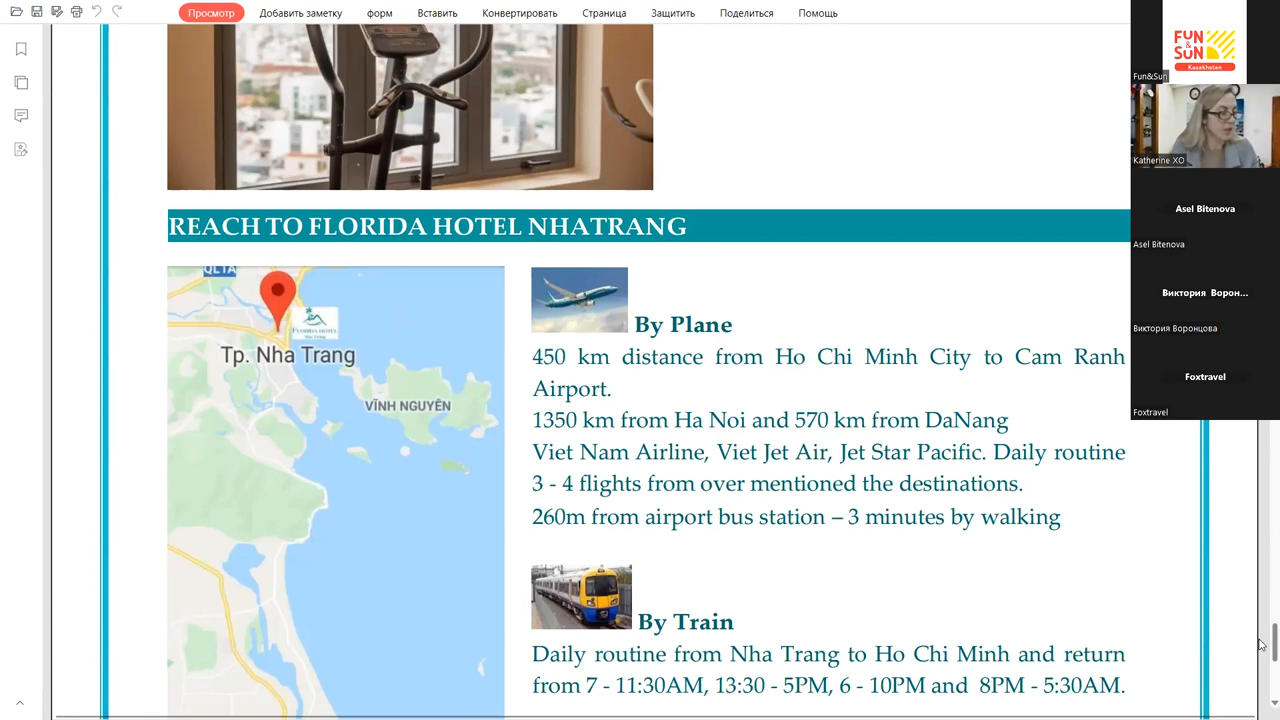 Просмотр
Добавить заметку
форм
Вставить
Конвертировать
Страница
Защитить
Поделиться
Помощь
FUN
&
SUN
Kazakhstan
Fun&Sun
Katherine XO
Asel Bitenova
Asel Bitenova
Виктория Ворон...
Виктория Воронцова
Foxtravel
Foxtravel
REACH TO FLORIDA HOTEL NHATRANG
QL1A
FLORIDA HOTEL
Nha Trang
Tp. Nha Trang
VĨNH NGUYÊN
By Plane
450 km distance from Ho Chi Minh City to Cam Ranh
Airport.
1350 km from Ha Noi and 570 km from DaNang
Viet Nam Airline, Viet Jet Air, Jet Star Pacific. Daily routine
3 - 4 flights from over mentioned the destinations.
260m from airport bus station – 3 minutes by walking
By Train
Daily routine from Nha Trang to Ho Chi Minh and return
from 7 - 11:30AM, 13:30 - 5PM, 6 - 10PM and 8PM - 5:30AM.